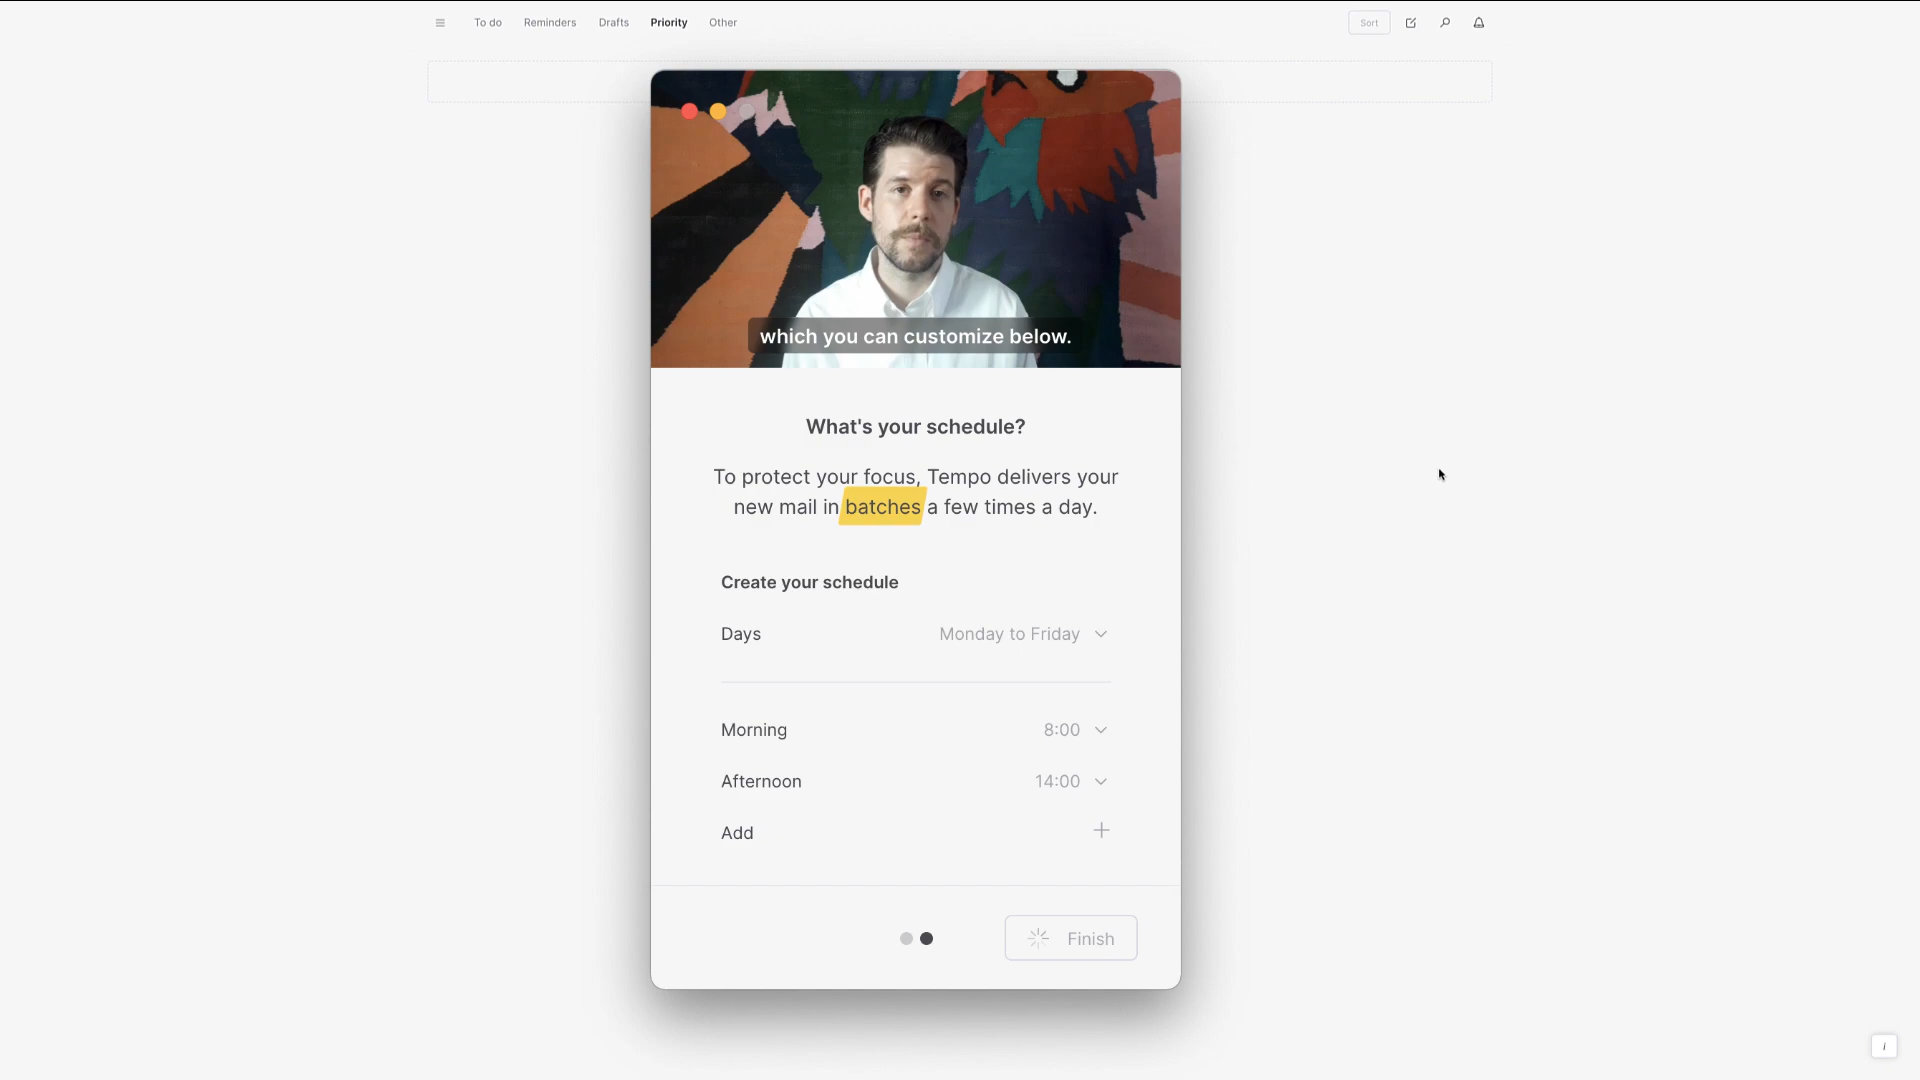 To do
Reminders
Drafts
Priority
Other
Sort
which you can customize below.
What's your schedule?
To protect your focus, Tempo delivers your
new mail in batches a few times a day.
Create your schedule
Days
Monday to Friday
Morning
8:00
Afternoon
14:00
Add
Finish
i